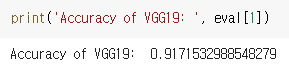 print('Accuracy of VGG19: ', eval[1])
Accuracy of VGG19:  0.9171532988548279